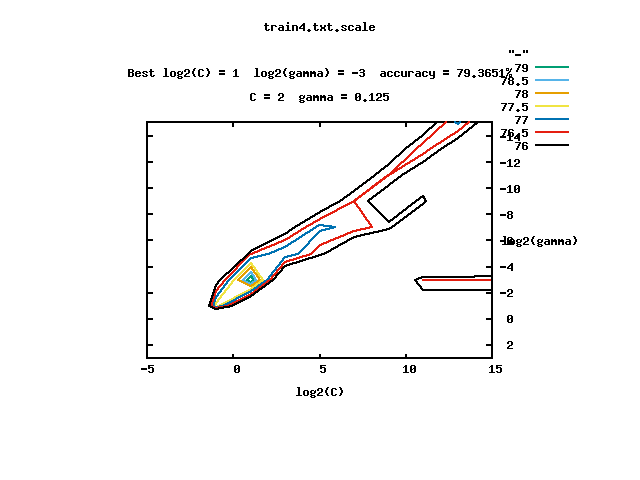 train4.txt.scale
"-"
Best log2(C) = 1 log2(gamma) = -3 accuracy = 79.3651%
79
78.5
C = 2 gamma = 0.125
78
77.5
77
76.5
76
-14
-12
-10
-8
-6
log2(gamma)
-4
-2
0
2
-5 0 5 10 15
log2(C)